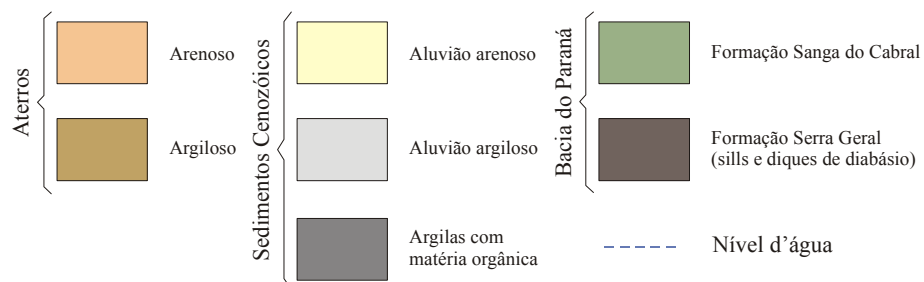 Aterros
Arenoso
Argiloso
Sedimentos Cenozóicos
Aluvião arenoso
Aluvião argiloso
Argilas com
matéria orgânica
Bacia do Paraná
Formação Sanga do Cabral
Formação Serra Geral
(sills e diques de diabásio)
Nível d’água